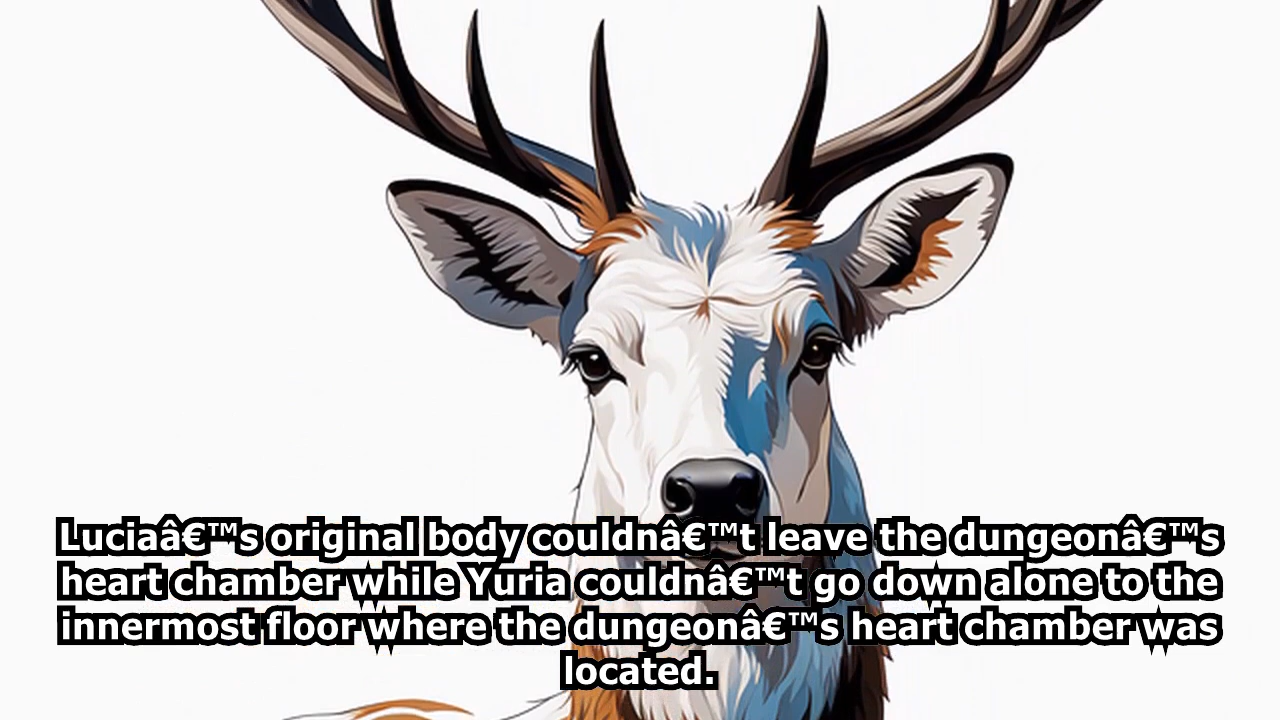 Luciaâ€™s original body couldnâ€™t leave the dungeonâ€™s
heart chamber while Yuria couldnâ€™t go down alone to the
innermost floor where the dungeonâ€™s heart chamber was
located.